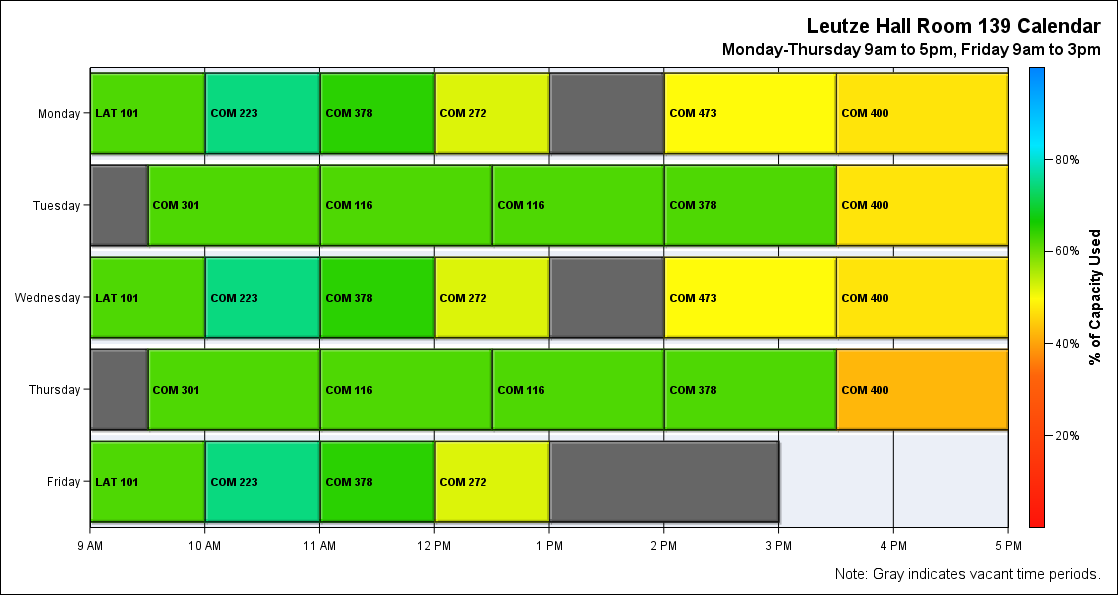 Leutze Hall Room 139 Calendar
Monday-Thursday 9am to 5pm, Friday 9am to 3pm
Monday
LAT 101
COM 223
COM 378
COM 272
COM 473
COM 400
Tuesday
COM 301
COM 116
COM 116
COM 378
COM 400
Wednesday
LAT 101
COM 223
COM 378
COM 272
COM 473
COM 400
Thursday
COM 301
COM 116
COM 116
COM 378
COM 400
Friday
LAT 101
COM 223
COM 378
COM 272
9 AM
10 AM
11 AM
12 PM
1 PM
2 PM
3 PM
4 PM
5 PM
80%
60%
40%
20%
% of Capacity Used
Note: Gray indicates vacant time periods.